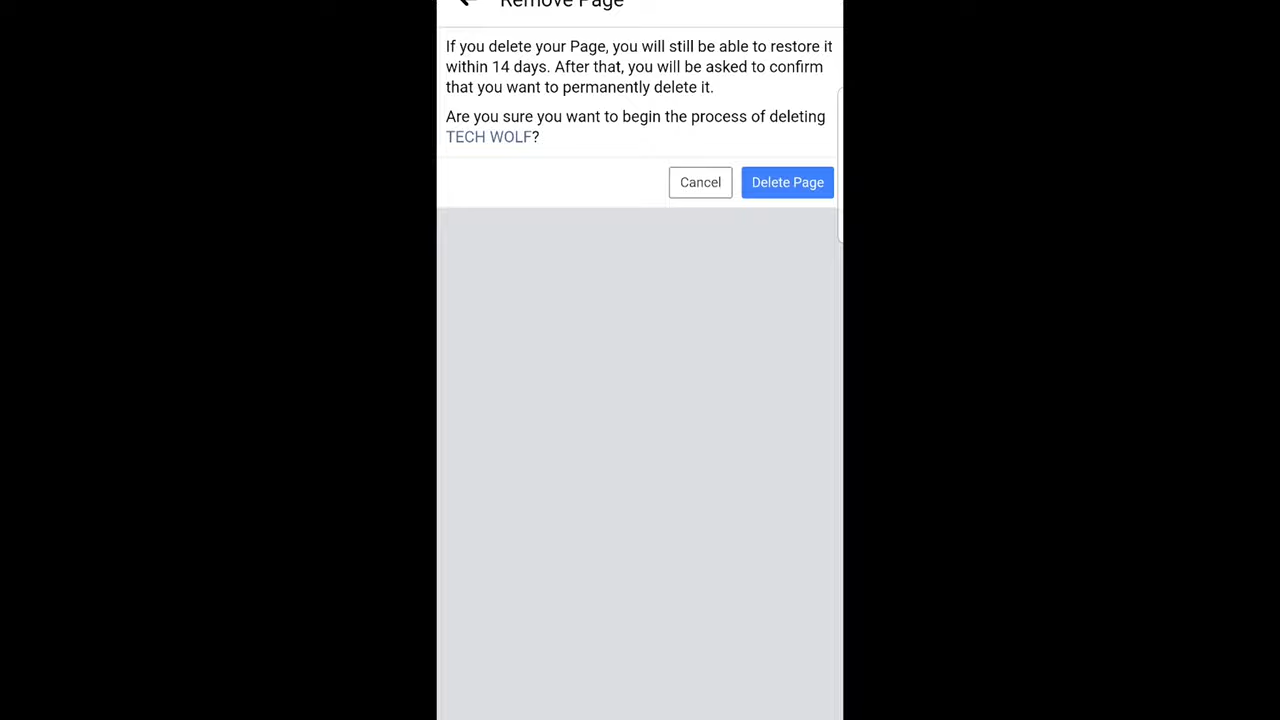 Remove Page
If you delete your Page, you will still be able to restore it
within 14 days. After that, you will be asked to confirm
that you want to permanently delete it.
Are you sure you want to begin the process of deleting
TECH WOLF?
Cancel
Delete Page